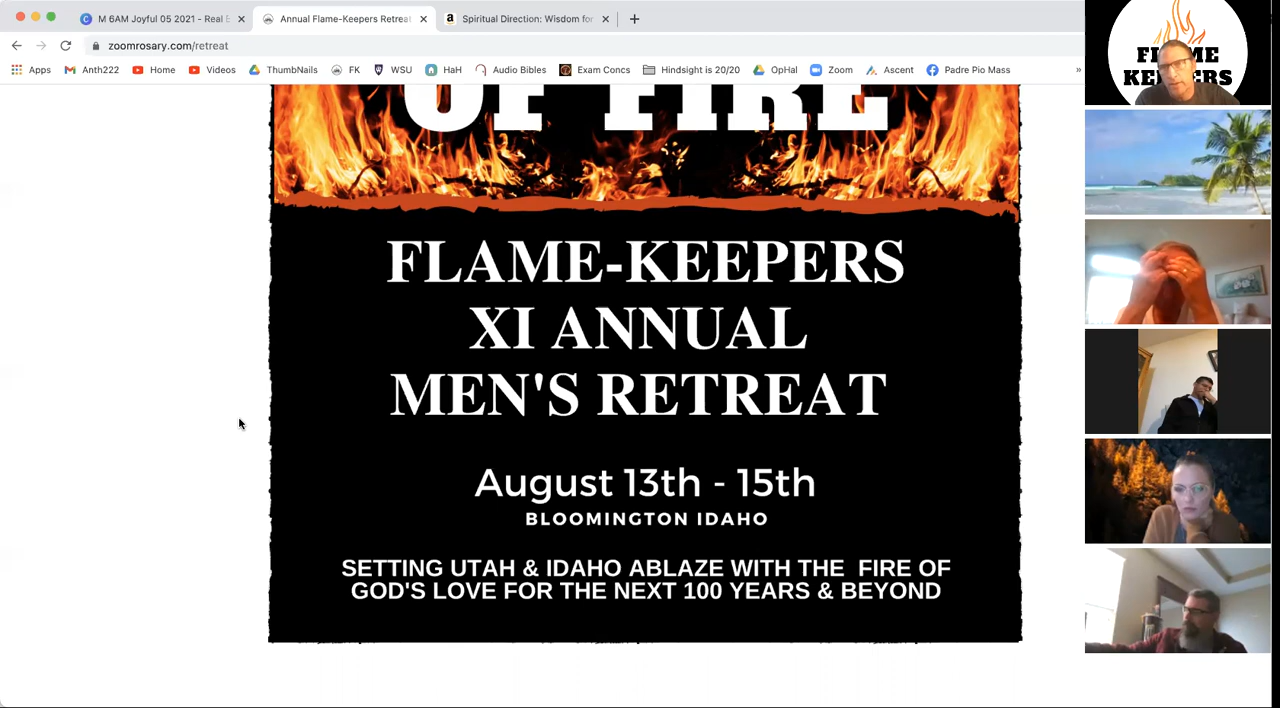 M 6AM Joyful 05 2021 - Real E
Annual Flame-Keepers Retreat
Spiritual Direction: Wisdom for
zoomrosary.com/retreat
Apps Anth222 Home Videos ThumbNails FK WSU HaH Audio Bibles Exam Concs Hindsight is 20/20 OpHal Zoom Ascent Padre Pio Mass »
OF FIRE
FLAME-KEEPERS
XI ANNUAL
MEN'S RETREAT
August 13th - 15th
BLOOMINGTON IDAHO
SETTING UTAH & IDAHO ABLAZE WITH THE FIRE OF
GOD'S LOVE FOR THE NEXT 100 YEARS & BEYOND